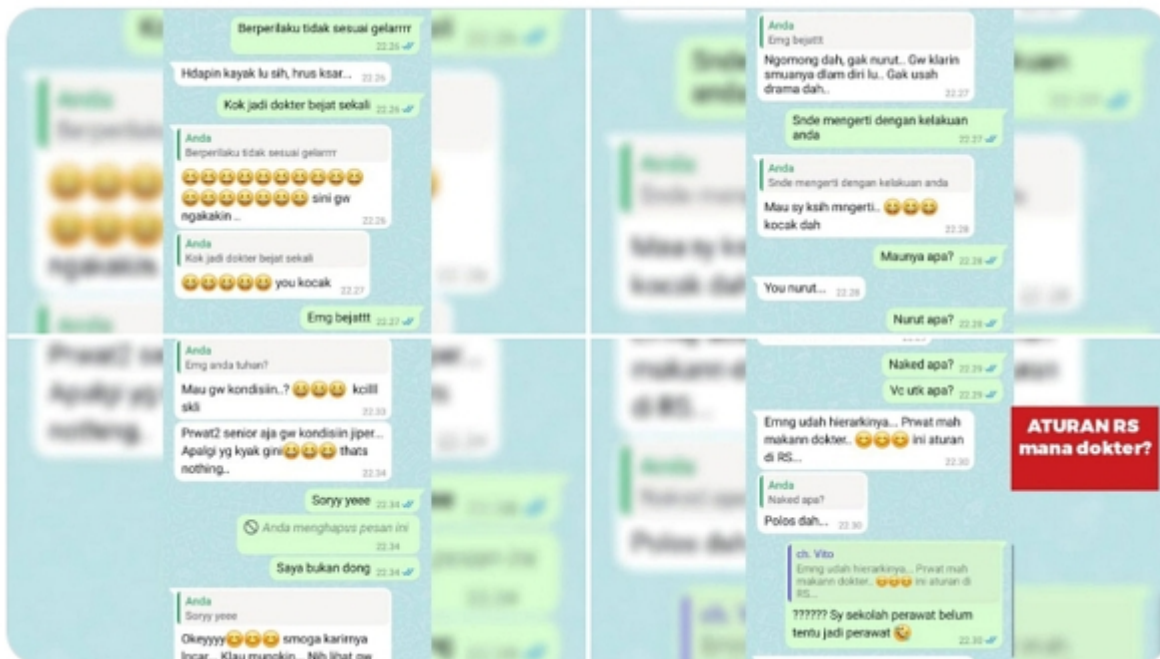 Berperilaku tidak sesuai gelarrrr
22.26
Hdapin kayak lu sih, hrus ksar... 22.26
Kok jadi dokter bejat sekali 22.26
Anda
Berperilaku tidak sesuai gelarrrr
sini gw
ngakakin .. 22.26
Anda
Kok jadi dokter bejat sekali
you kocak 22.27
Emg bejattt 22.27
Anda
Emg bejattt
Ngomong dah, gak nurut.. Gw klarin
smuanya dlam diri lu.. Gak usah
drama dah.. 22.27
Snde mengerti dengan kelakuan
anda 22.27
Anda
Snde mengerti dengan kelakuan anda
Mau sy ksih mngerti..
kocak dah 22.28
Maunya apa? 22.28
You nurut... 22.28
Nurut apa? 22.28
Anda
Emg anda tuhan?
Mau gw kondisiin..? kcilll
skli 22.33
Prwat2 senior aja gw kondisiin jiper...
Apalgi yg kyak gini thats
nothing.. 22.34
Soryy yeee 22.34
Anda menghapus pesan ini
22.34
Saya bukan dong 22.34
Anda
Soryy yeee
Okeyyyy smoga karirnya
lncar... Klau mungkin... Nih lihat gw
Naked apa? 22.29
Vc utk apa? 22.29
Emng udah hierarkinya... Prwat mah
makann dokter.. ini aturan
di RS... 22.30
Anda
Naked apa?
Polos dah... 22.30
ch. Vito
Emng udah hierarkinya... Prwat mah
makann dokter.. ini aturan di
RS...
?????? Sy sekolah perawat belum
tentu jadi perawat 22.30
ATURAN RS
mana dokter?